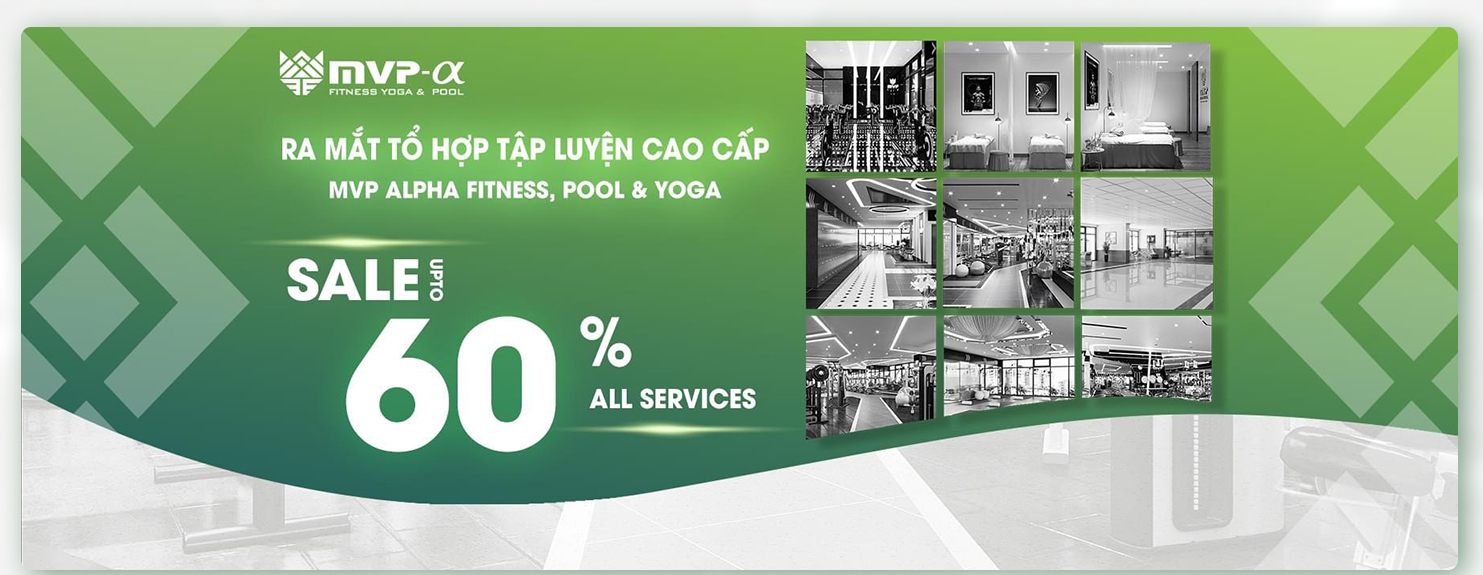 MVP-α
FITNESS YOGA & POOL
RA MẮT TỔ HỢP TẬP LUYỆN CAO CẤP
MVP ALPHA FITNESS, POOL & YOGA
SALE UPTO
60%
ALL SERVICES